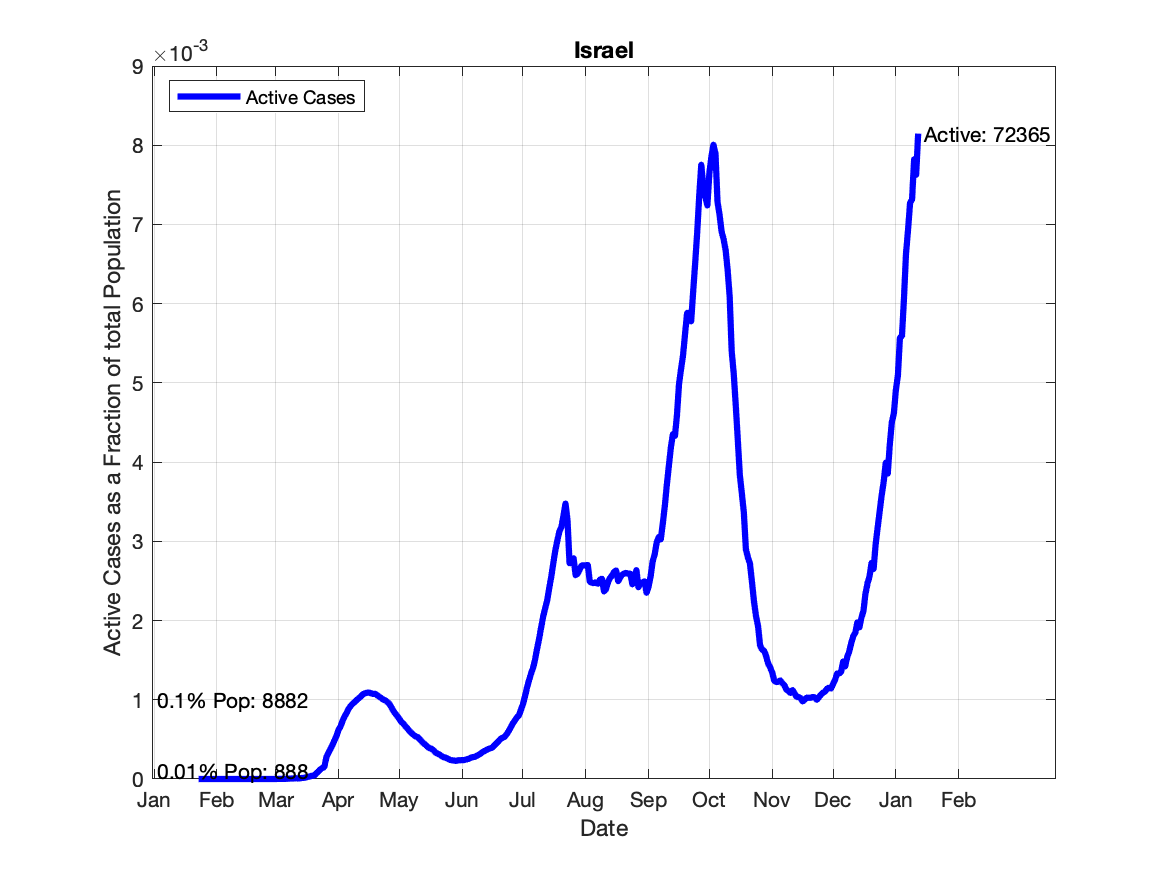 Israel
×10-3
9
Active Cases
8
Active: 72365
7
6
5
4
3
2
1
0.1% Pop: 8882
0.01% Pop: 888
0
Active Cases as a Fraction of total Population
Jan Feb Mar Apr May Jun Jul Aug Sep Oct Nov Dec Jan Feb
Date